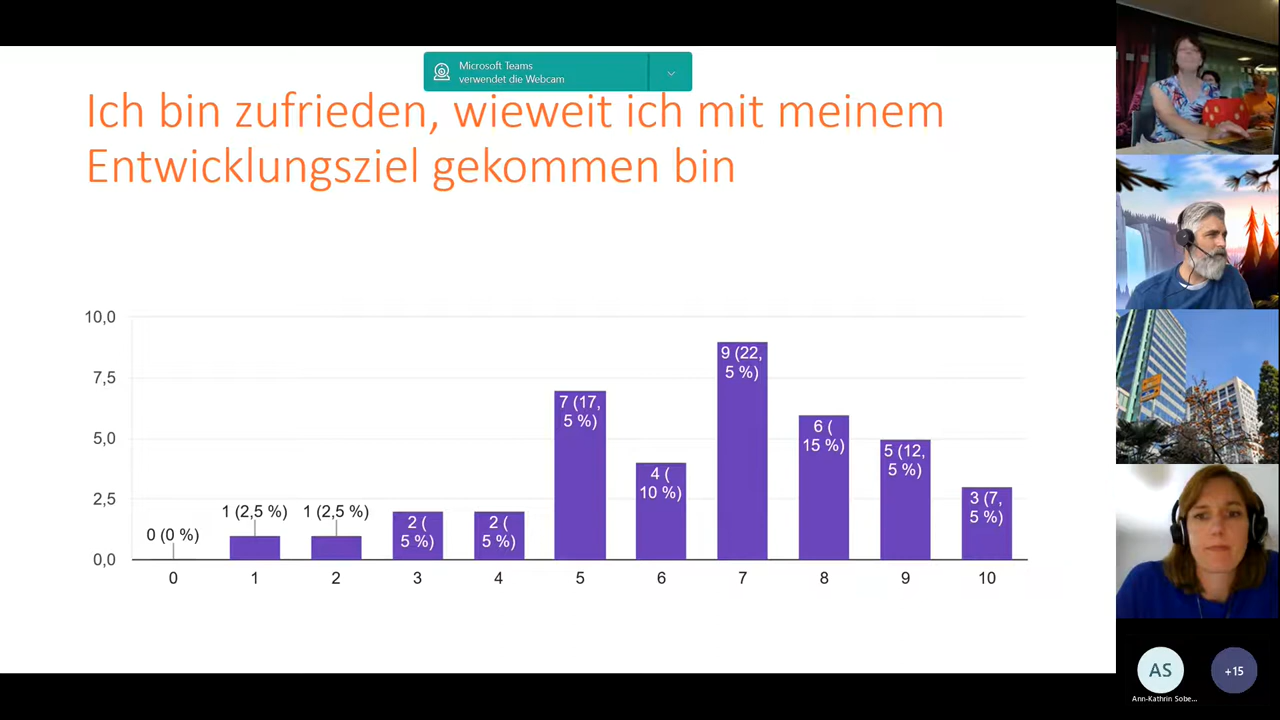 Microsoft Teams
verwendet die Webcam
Ich bin zufrieden, wieweit ich mit meinem
Entwicklungsziel gekommen bin
10,0
7,5
5,0
2,5
0,0
0 (0 %)
1 (2,5 %)
1 (2,5 %)
2 (
5 %)
2 (
5 %)
7 (17,
5 %)
4 (
10 %)
9 (22,
5 %)
6 (
15 %)
5 (12,
5 %)
3 (7,
5 %)
0 1 2 3 4 5 6 7 8 9 10
AS
Ann-Kathrin Sobe...
+15